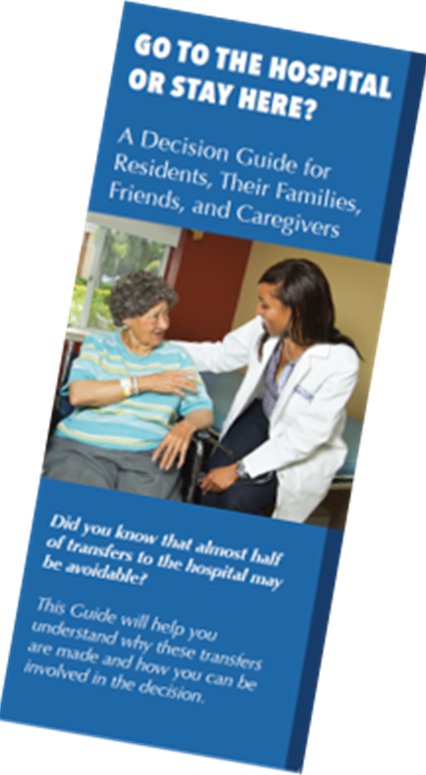 GO TO THE HOSPITAL
OR STAY HERE?
A Decision Guide for
Residents, Their Families,
Friends, and Caregivers
Did you know that almost half
of transfers to the hospital may
be avoidable?
This Guide will help you
understand why these transfers
are made and how you can be
involved in the decision.